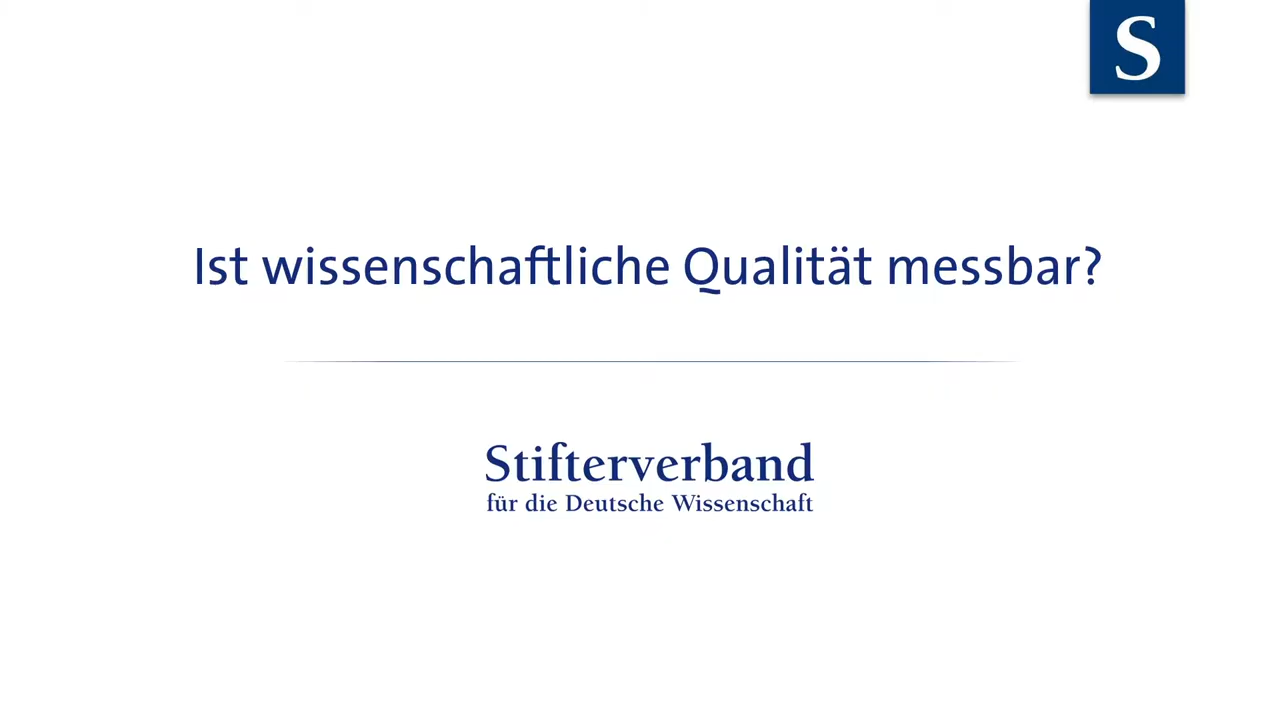 S
Ist wissenschaftliche Qualität messbar?
Stifterverband
für die Deutsche Wissenschaft